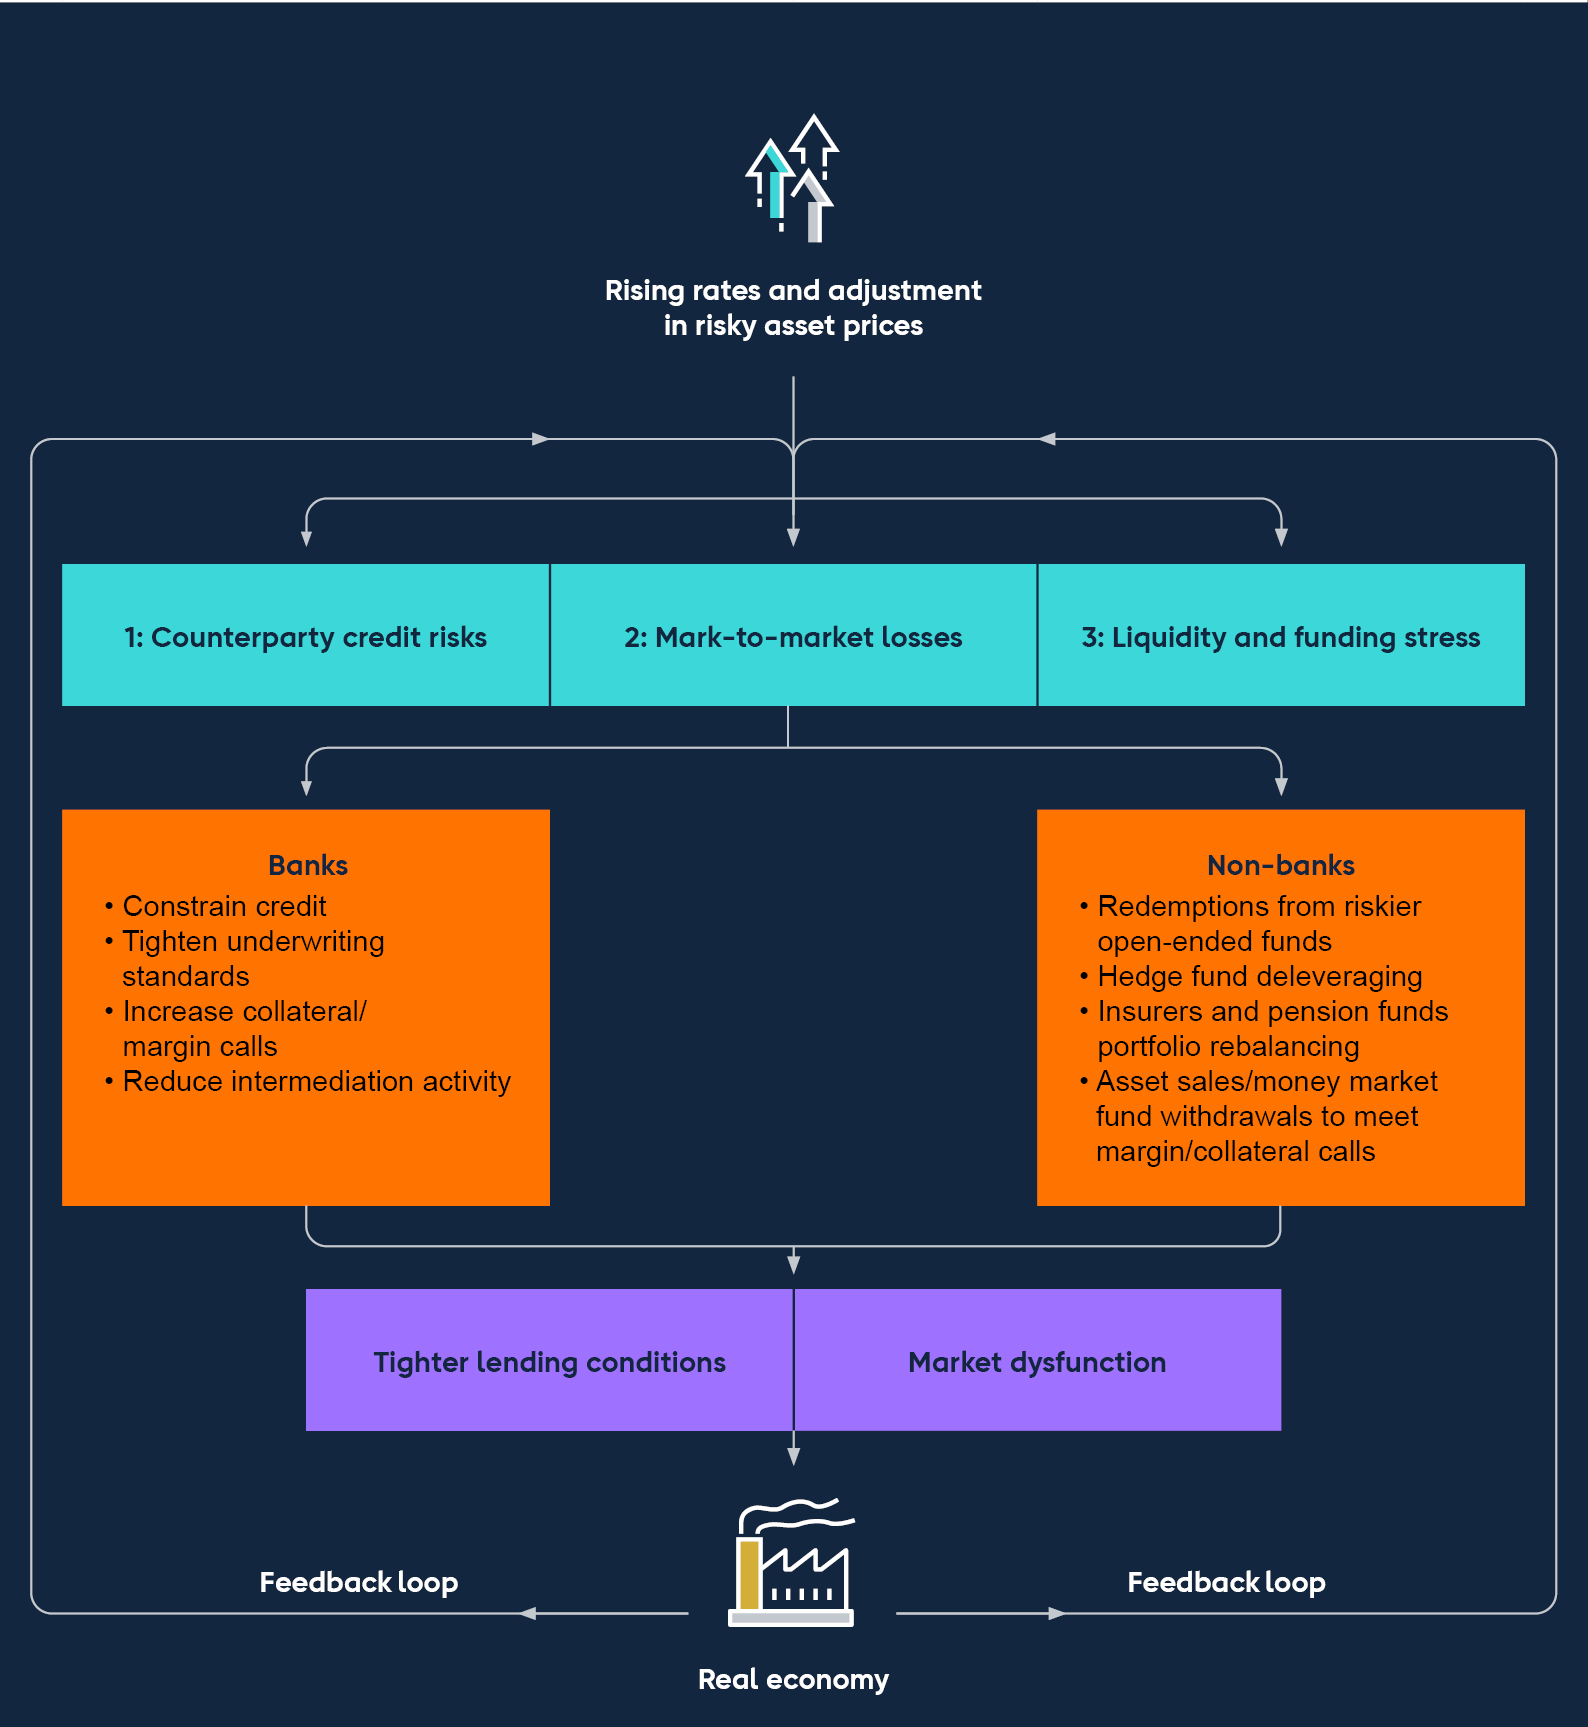 Rising rates and adjustment
in risky asset prices
1: Counterparty credit risks
2: Mark-to-market losses
3: Liquidity and funding stress
Banks
• Constrain credit
• Tighten underwriting
standards
• Increase collateral/
margin calls
• Reduce intermediation activity
Non-banks
• Redemptions from riskier
open-ended funds
• Hedge fund deleveraging
• Insurers and pension funds
portfolio rebalancing
• Asset sales/money market
fund withdrawals to meet
margin/collateral calls
Tighter lending conditions
Market dysfunction
Feedback loop
Feedback loop
Real economy